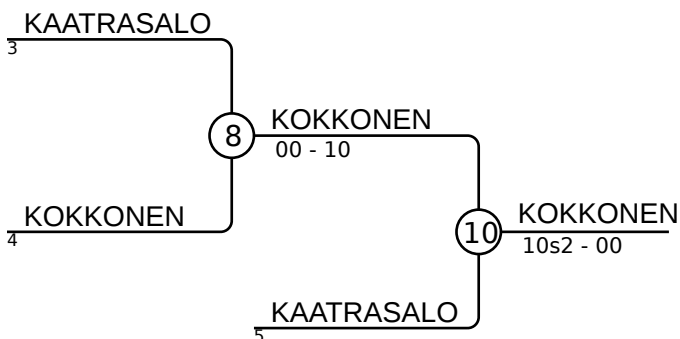 KAATRASALO
3
8
KOKKONEN
00 - 10
KOKKONEN
4
10
KOKKONEN
10s2 - 00
KAATRASALO
5